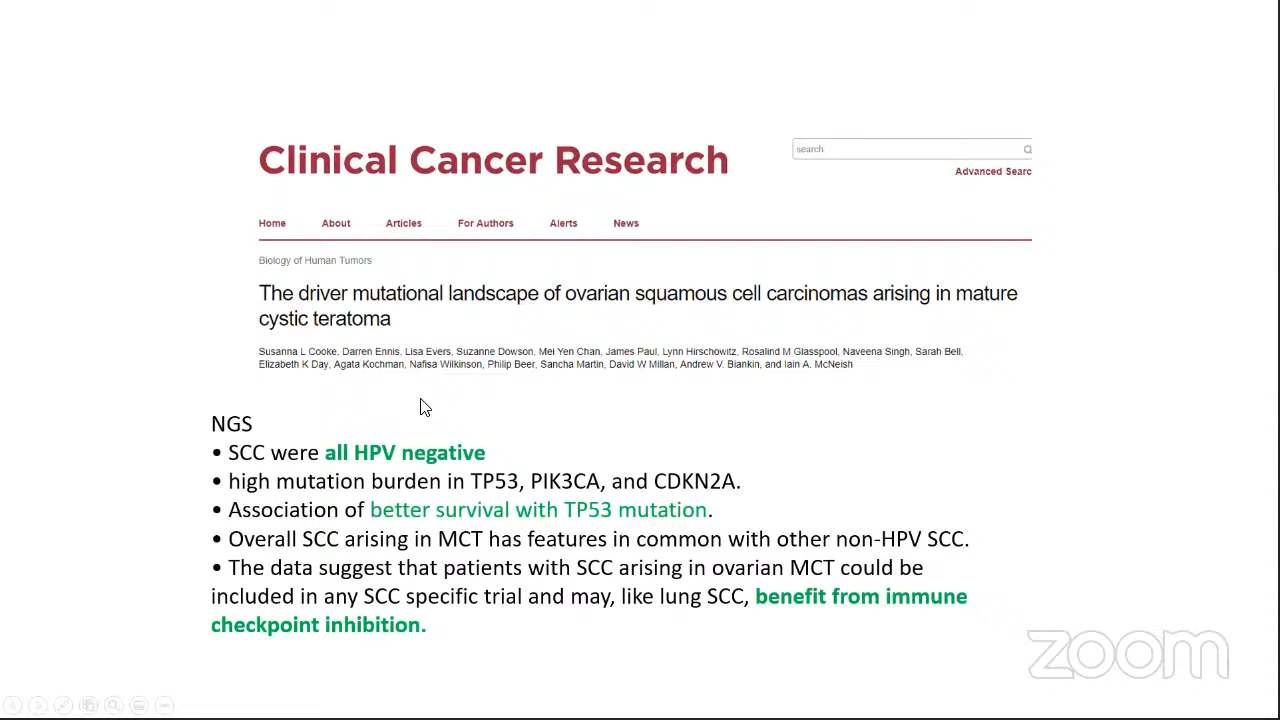 Clinical Cancer Research
search
Advanced Searc
Home About Articles For Authors Alerts News
Biology of Human Tumors
The driver mutational landscape of ovarian squamous cell carcinomas arising in mature
cystic teratoma
Susanna L Cooke, Darren Ennis, Lisa Evers, Suzanne Dowson, Mei Yen Chan, James Paul, Lynn Hirschowitz, Rosalind M Glasspool, Naveena Singh, Sarah Bell,
Elizabeth K Day, Agata Kochman, Nafisa Wilkinson, Philip Beer, Sancha Martin, David W Millan, Andrew V. Biankin, and Iain A. McNeish
NGS
• SCC were all HPV negative
• high mutation burden in TP53, PIK3CA, and CDKN2A.
• Association of better survival with TP53 mutation.
• Overall SCC arising in MCT has features in common with other non-HPV SCC.
• The data suggest that patients with SCC arising in ovarian MCT could be
included in any SCC specific trial and may, like lung SCC, benefit from immune
checkpoint inhibition.
zoom